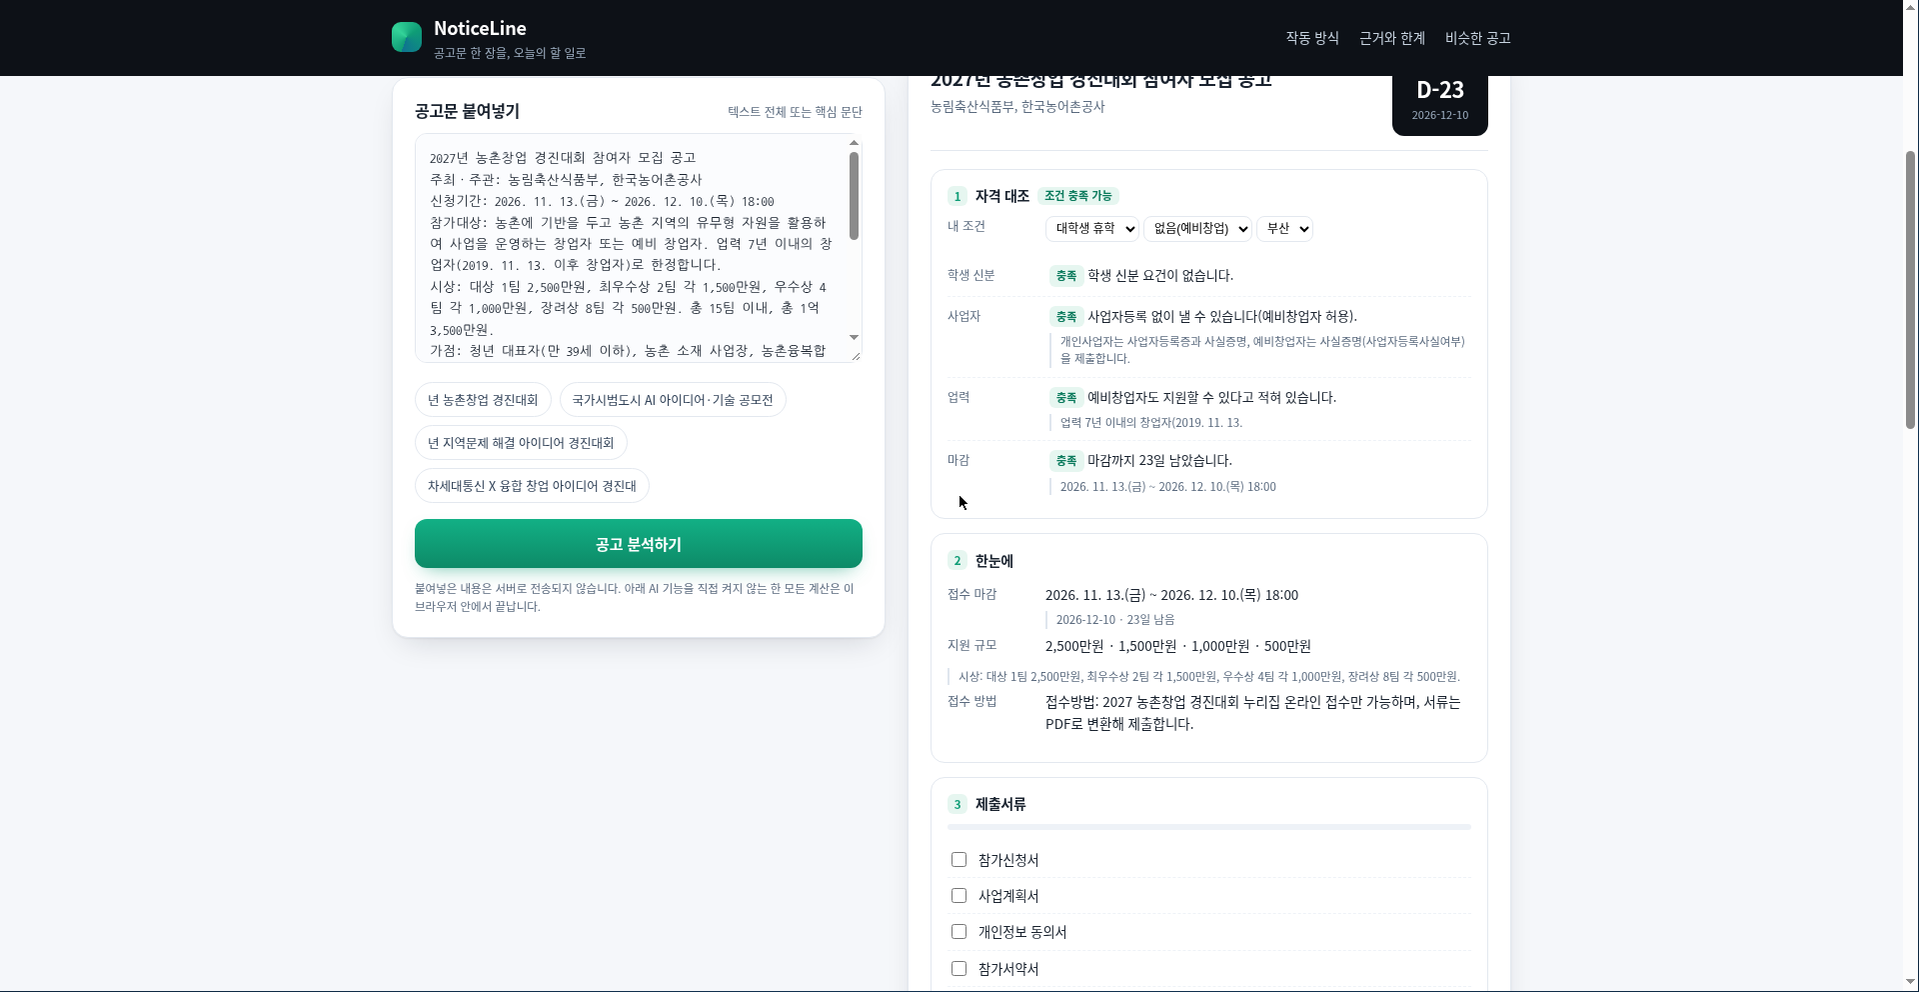 NoticeLine
공고문 한 장을, 오늘의 할 일로
작동 방식
근거와 한계
비슷한 공고
공고문 붙여넣기
텍스트 전체 또는 핵심 문단
2027년 농촌창업 경진대회 참여자 모집 공고
주최 · 주관: 농림축산식품부, 한국농어촌공사
신청기간: 2026. 11. 13.(금) ~ 2026. 12. 10.(목) 18:00
참가대상: 농촌에 기반을 두고 농촌 지역의 유무형 자원을 활용하
여 사업을 운영하는 창업자 또는 예비 창업자. 업력 7년 이내의 창
업자(2019. 11. 13. 이후 창업자)로 한정합니다.
시상: 대상 1팀 2,500만원, 최우수상 2팀 각 1,500만원, 우수상 4
팀 각 1,000만원, 장려상 8팀 각 500만원. 총 15팀 이내, 총 1억
3,500만원.
가점: 청년 대표자(만 39세 이하), 농촌 소재 사업장, 농촌융복합
년 농촌창업 경진대회
국가시범도시 AI 아이디어·기술 공모전
년 지역문제 해결 아이디어 경진대회
차세대통신 X 융합 창업 아이디어 경진대
공고 분석하기
붙여넣은 내용은 서버로 전송되지 않습니다. 아래 AI 기능을 직접 켜지 않는 한 모든 계산은 이
브라우저 안에서 끝납니다.
2027년 농촌창업 경진대회 참여자 모집 공고
농림축산식품부, 한국농어촌공사
D-23
2026-12-10
1 자격 대조 조건 충족 가능
내 조건 대학생 휴학 없음(예비창업) 부산
학생 신분 충족 학생 신분 요건이 없습니다.
사업자 충족 사업자등록 없이 낼 수 있습니다(예비창업자 허용).
개인사업자는 사업자등록증과 사실증명, 예비창업자는 사실증명(사업자등록사실여부)
을 제출합니다.
업력 충족 예비창업자도 지원할 수 있다고 적혀 있습니다.
업력 7년 이내의 창업자(2019. 11. 13.
마감 충족 마감까지 23일 남았습니다.
2026. 11. 13.(금) ~ 2026. 12. 10.(목) 18:00
2 한눈에
접수 마감 2026. 11. 13.(금) ~ 2026. 12. 10.(목) 18:00
2026-12-10 · 23일 남음
지원 규모 2,500만원 · 1,500만원 · 1,000만원 · 500만원
시상: 대상 1팀 2,500만원, 최우수상 2팀 각 1,500만원, 우수상 4팀 각 1,000만원, 장려상 8팀 각 500만원.
접수 방법 접수방법: 2027 농촌창업 경진대회 누리집 온라인 접수만 가능하며, 서류는
PDF로 변환해 제출합니다.
3 제출서류
참가신청서
사업계획서
개인정보 동의서
참가서약서